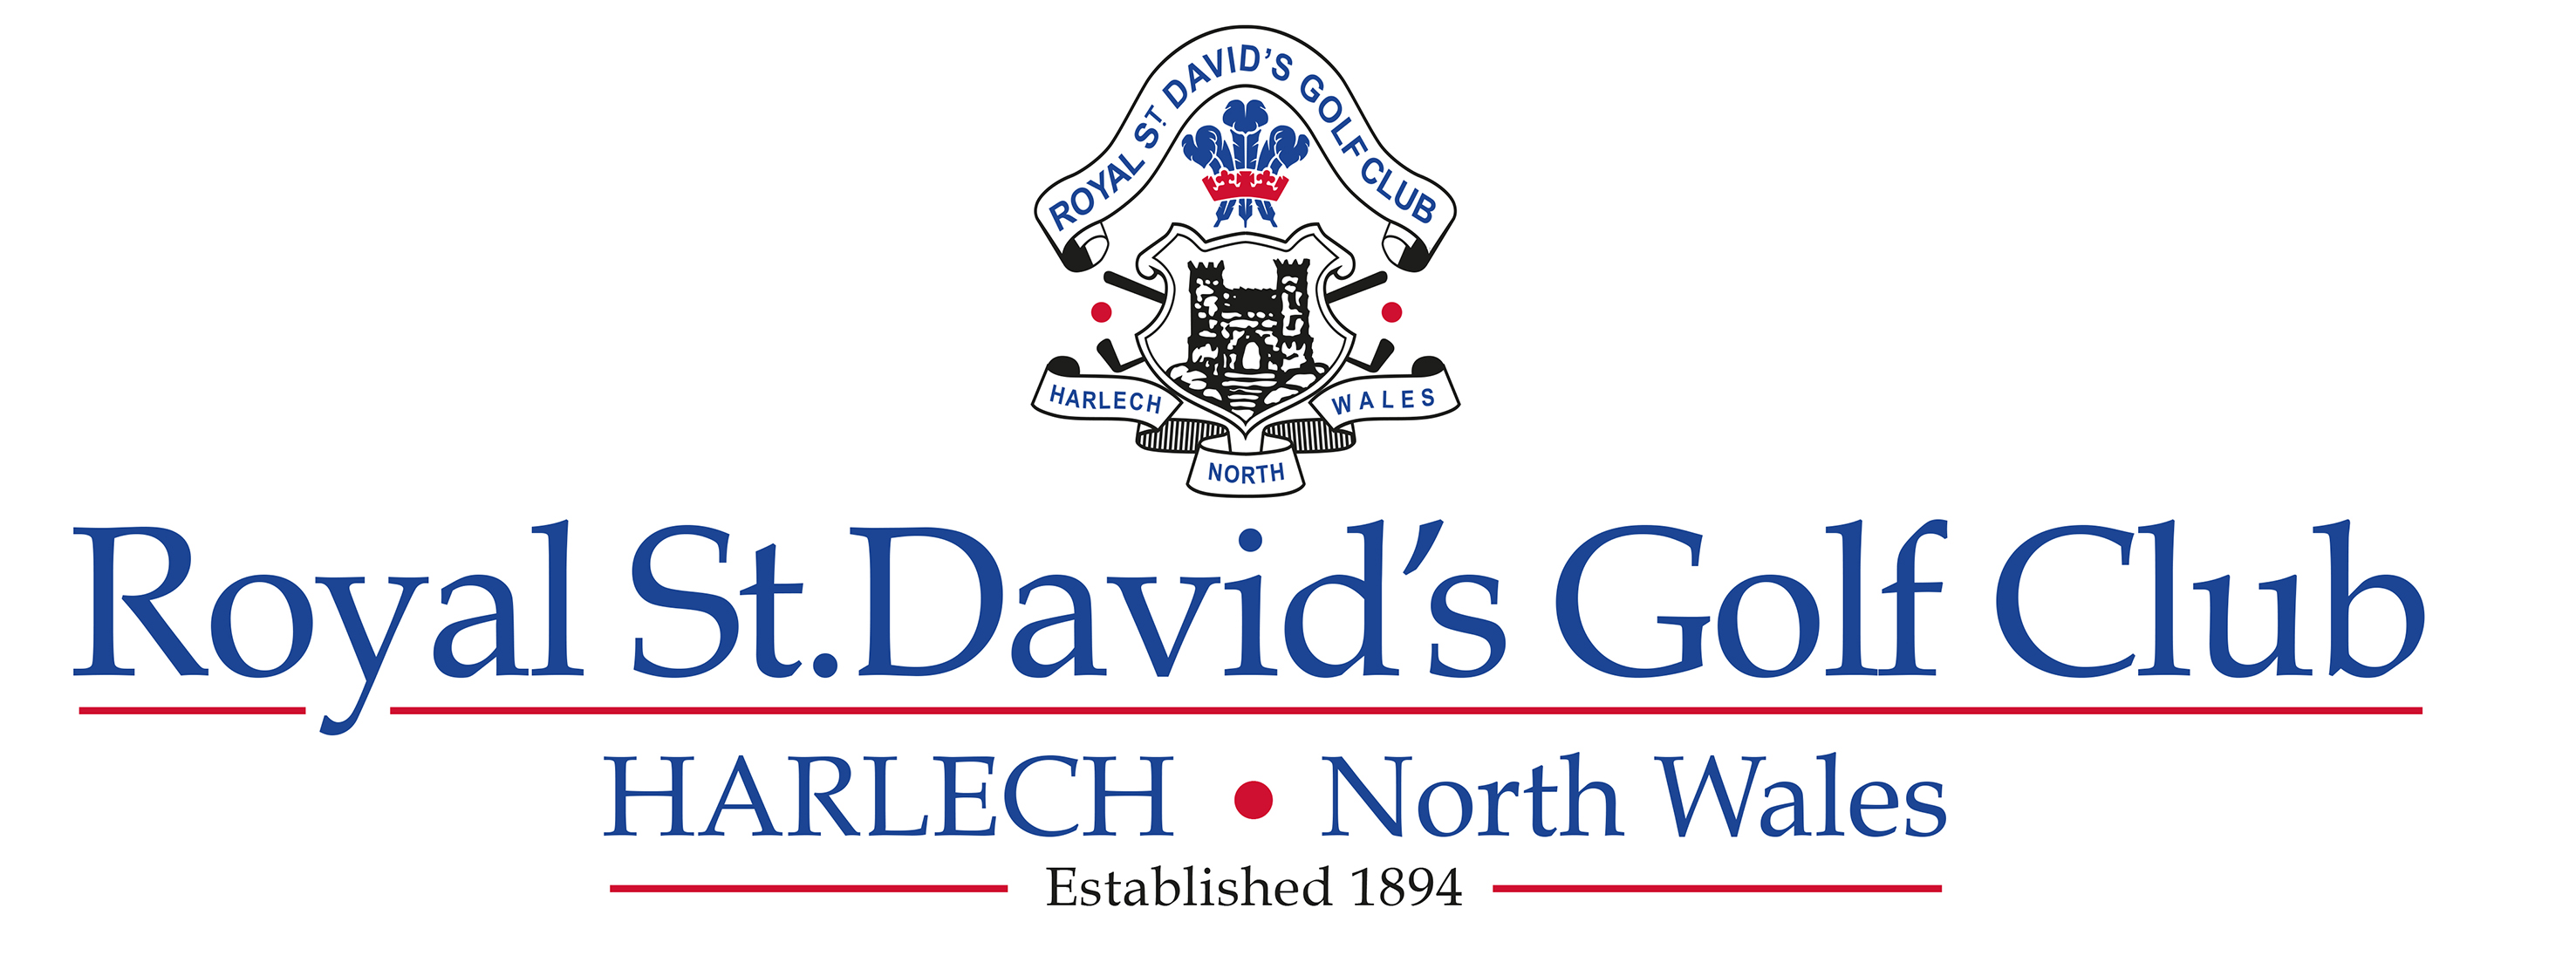 ROYAL ST. DAVID'S GOLF CLUB
HARLECH
NORTH
WALES
Royal St.David's Golf Club
HARLECH • North Wales
Established 1894